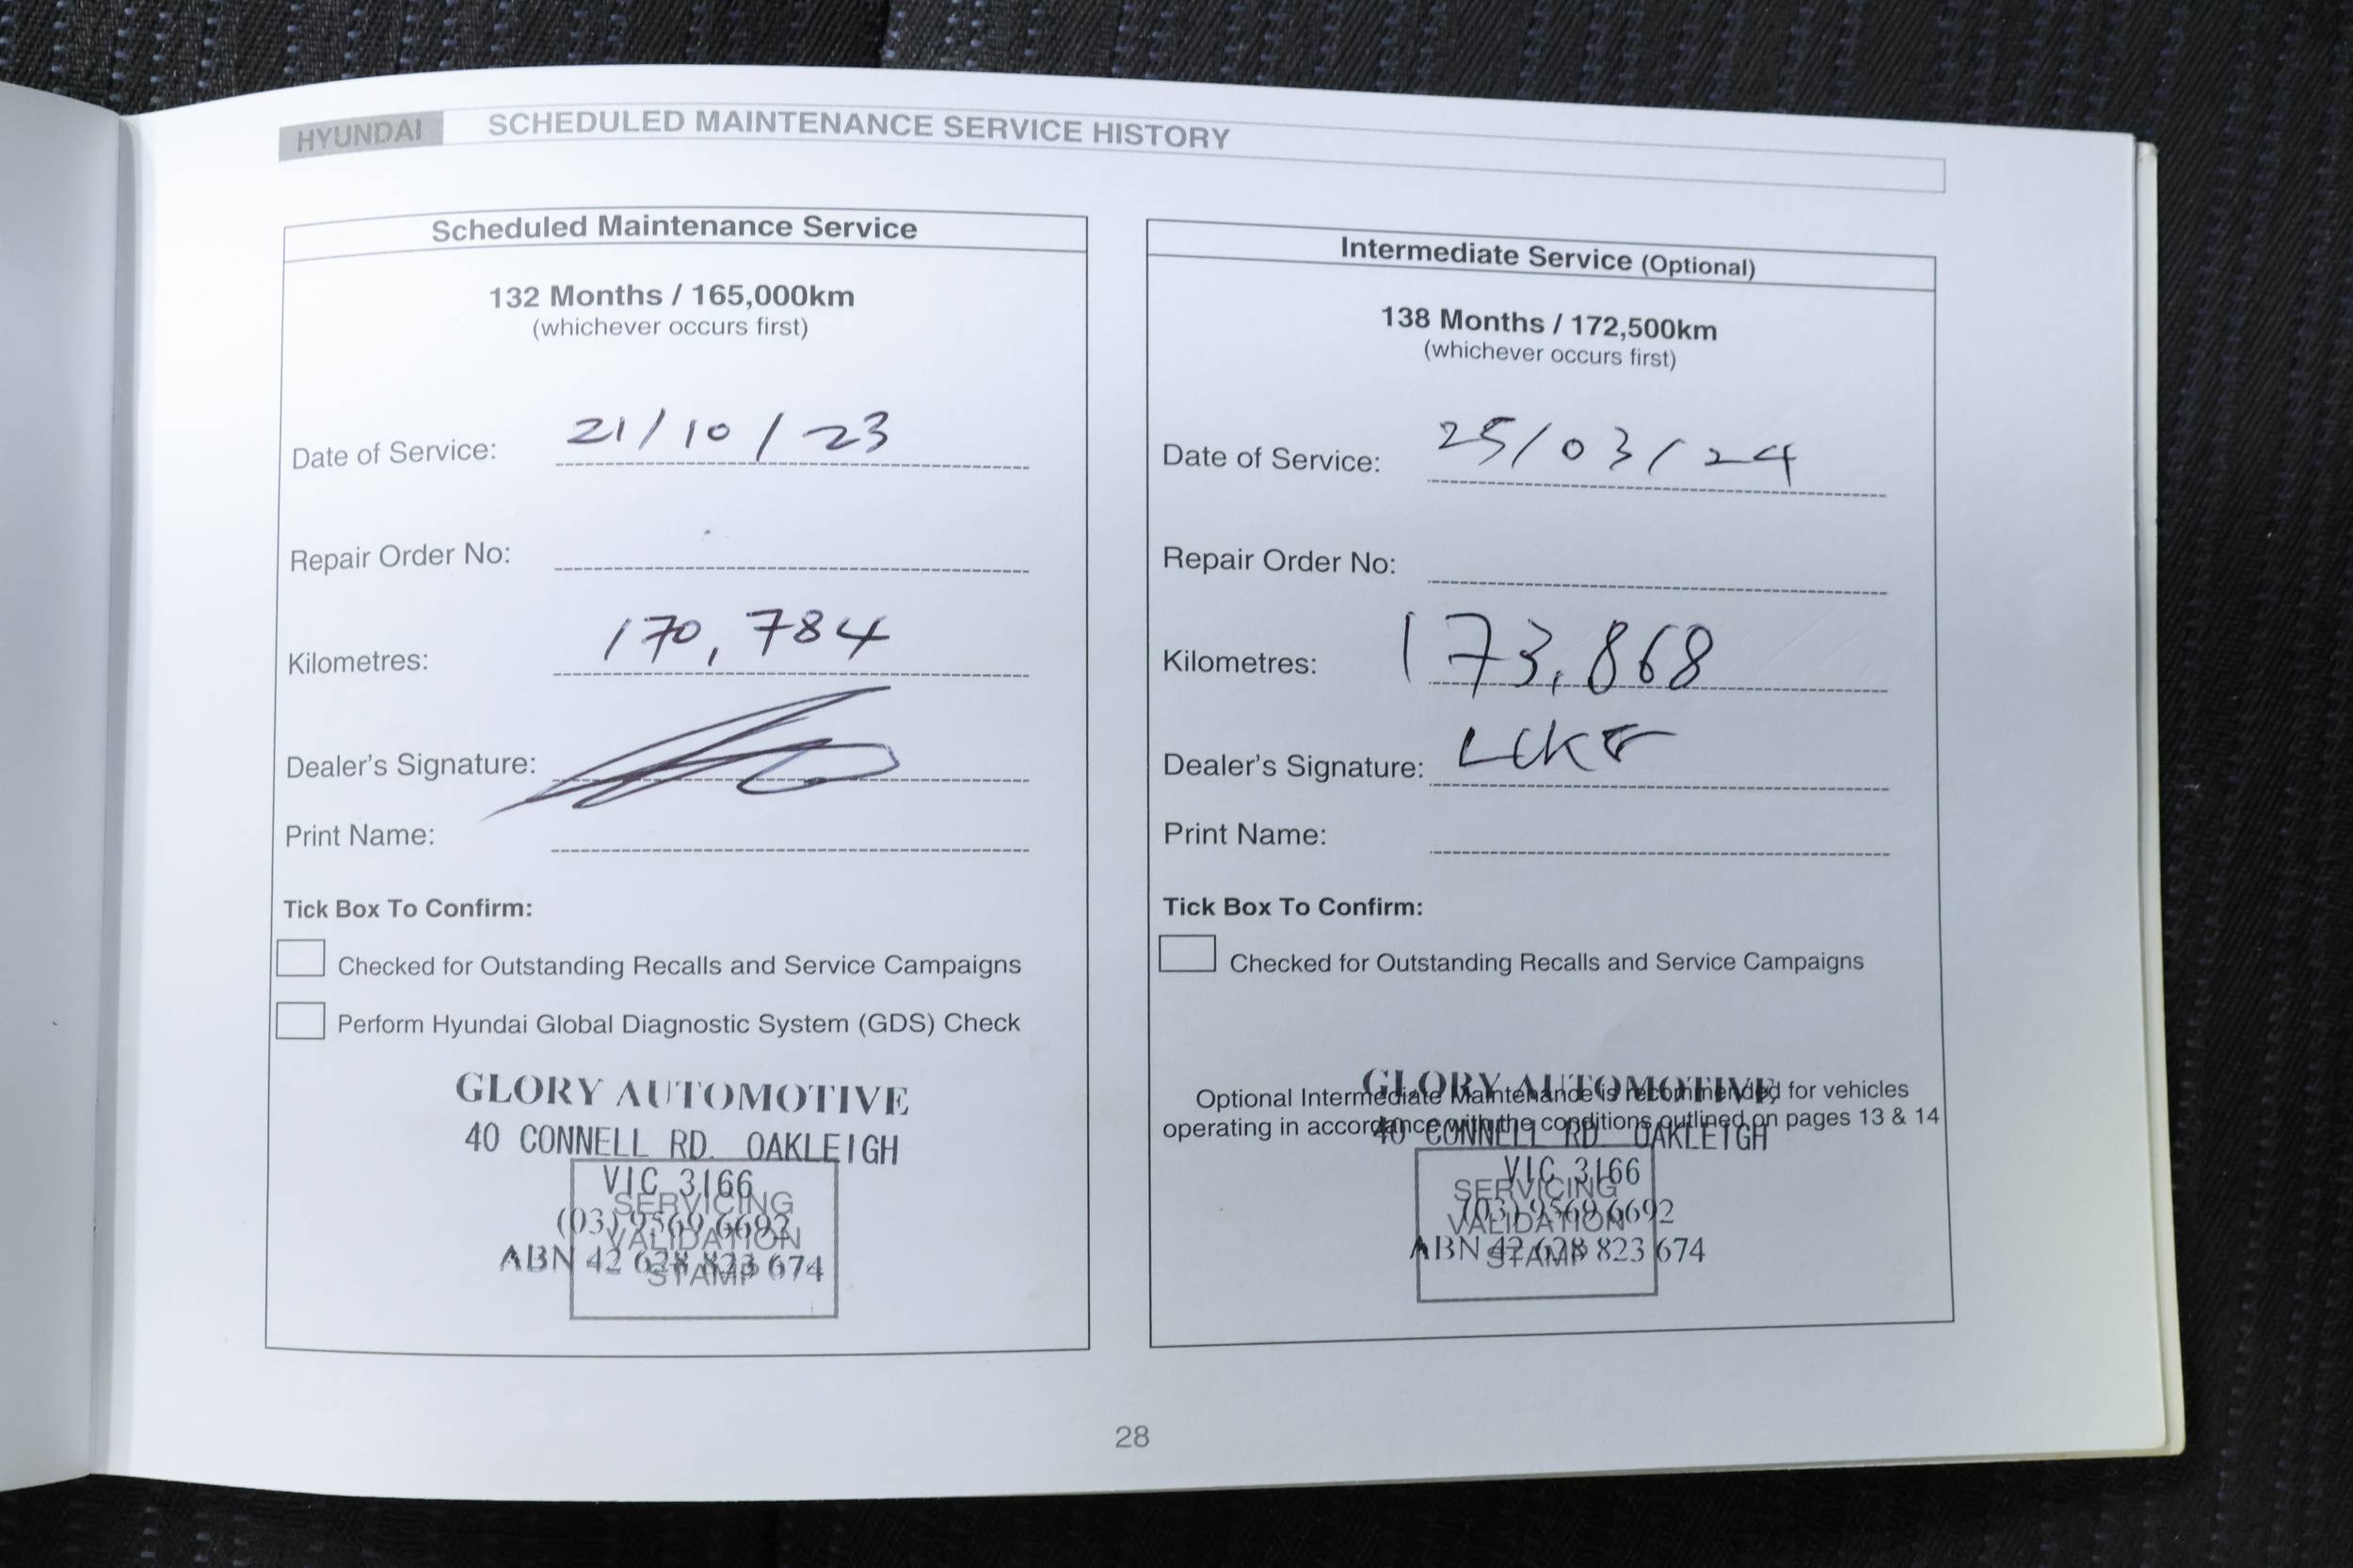 HYUNDAI SCHEDULED MAINTENANCE SERVICE HISTORY
Scheduled Maintenance Service
132 Months / 165,000km
(whichever occurs first)
Date of Service: 21/10/23
Repair Order No:
Kilometres: 170,784
Dealer's Signature:
Print Name:
Tick Box To Confirm:
Checked for Outstanding Recalls and Service Campaigns
Perform Hyundai Global Diagnostic System (GDS) Check
GLORY AUTOMOTIVE
40 CONNELL RD. OAKLEIGH
VIC 3166
SERVICING
(03) 9569 6692
VALIDATION
ABN 42 628 823 674
STAMP
Intermediate Service (Optional)
138 Months / 172,500km
(whichever occurs first)
Date of Service: 25/03/24
Repair Order No:
Kilometres: 173,868
Dealer's Signature:
Print Name:
Tick Box To Confirm:
Checked for Outstanding Recalls and Service Campaigns
GLORY AUTOMOTIVE
Optional Intermediate Maintenance is recommended for vehicles
operating in accordance with the conditions outlined on pages 13 & 14
40 CONNELL RD. OAKLEIGH
VIC 3166
SERVICING
(03) 9569 6692
VALIDATION
ABN 42 628 823 674
STAMP
28